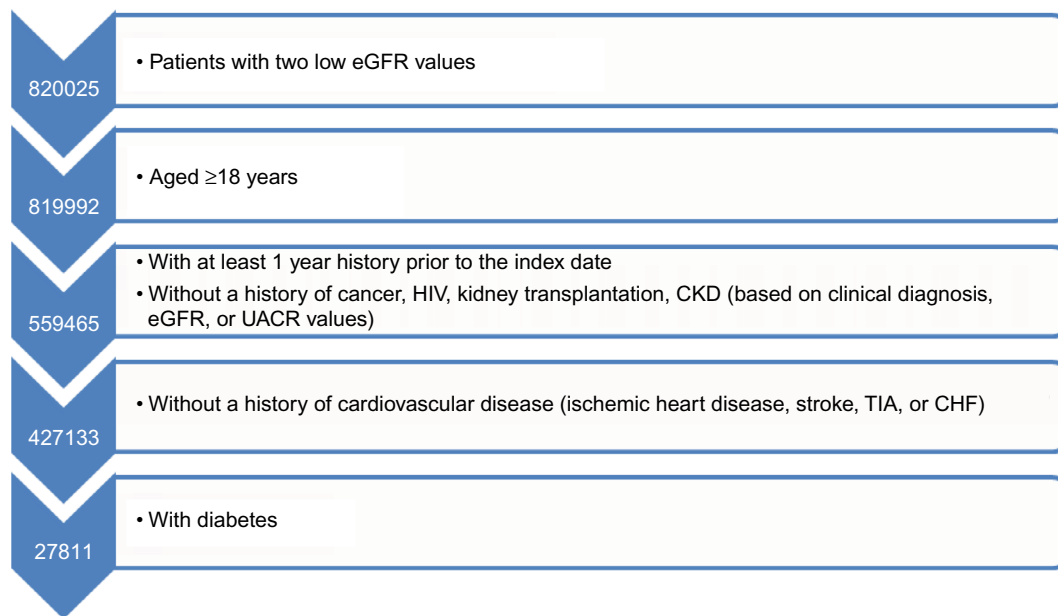 820025
• Patients with two low eGFR values
819992
• Aged ≥18 years
559465
• With at least 1 year history prior to the index date
• Without a history of cancer, HIV, kidney transplantation, CKD (based on clinical diagnosis,
eGFR, or UACR values)
427133
• Without a history of cardiovascular disease (ischemic heart disease, stroke, TIA, or CHF)
27811
• With diabetes